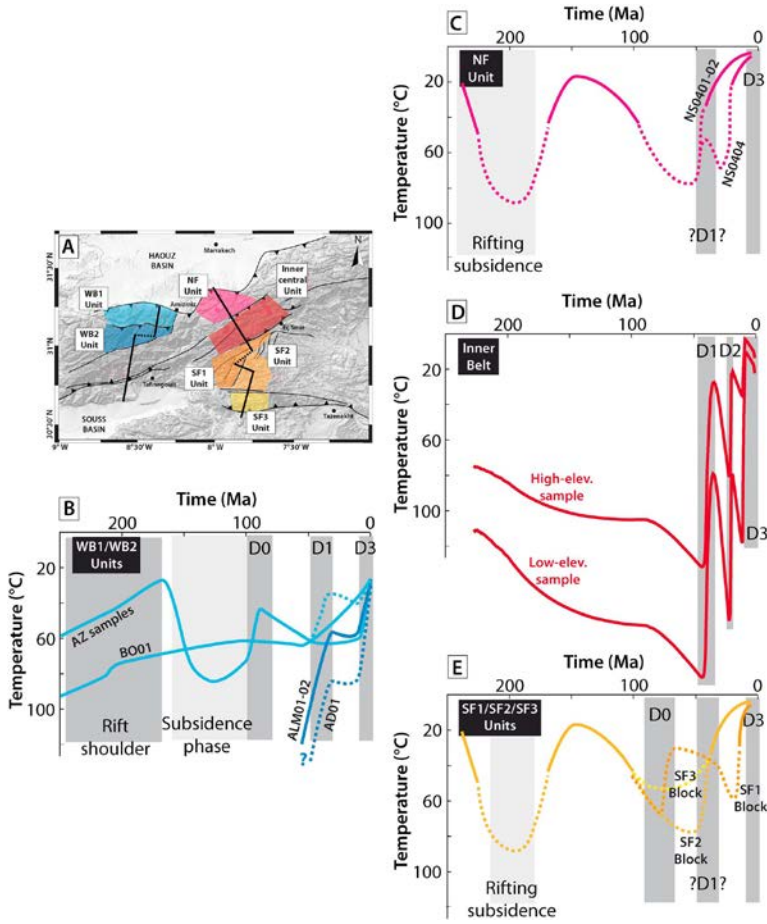 A
N
HAOUZ
BASIN
Marrakech
NF
Unit
Inner
central
Unit
WB1
Unit
Amizmiz
WB2
Unit
SF2
Unit
SF1
Unit
SF3
Unit
SOUSS
BASIN
31°30'N
31°N
30°30'N
9°W
8°30'W
8°W
7°30'W
B
Time (Ma)
200
100
0
WB1/WB2
Units
D0
D1
D3
Temperature (°C)
20
60
100
AZ samples
BO01
ALM01-02
AD01
?
Rift
shoulder
Subsidence
phase
C
Time (Ma)
200
100
0
NF
Unit
D3
Temperature (°C)
20
60
100
NS0401-02
NS0404
?D1?
Rifting
subsidence
D
Time (Ma)
200
100
0
Inner
Belt
D1
D2
D3
Temperature (°C)
20
60
100
High-elev.
sample
Low-elev.
sample
E
Time (Ma)
200
100
0
SF1/SF2/SF3
Units
D0
D3
Temperature (°C)
20
60
100
SF3
Block
SF1
Block
SF2
Block
?D1?
Rifting
subsidence